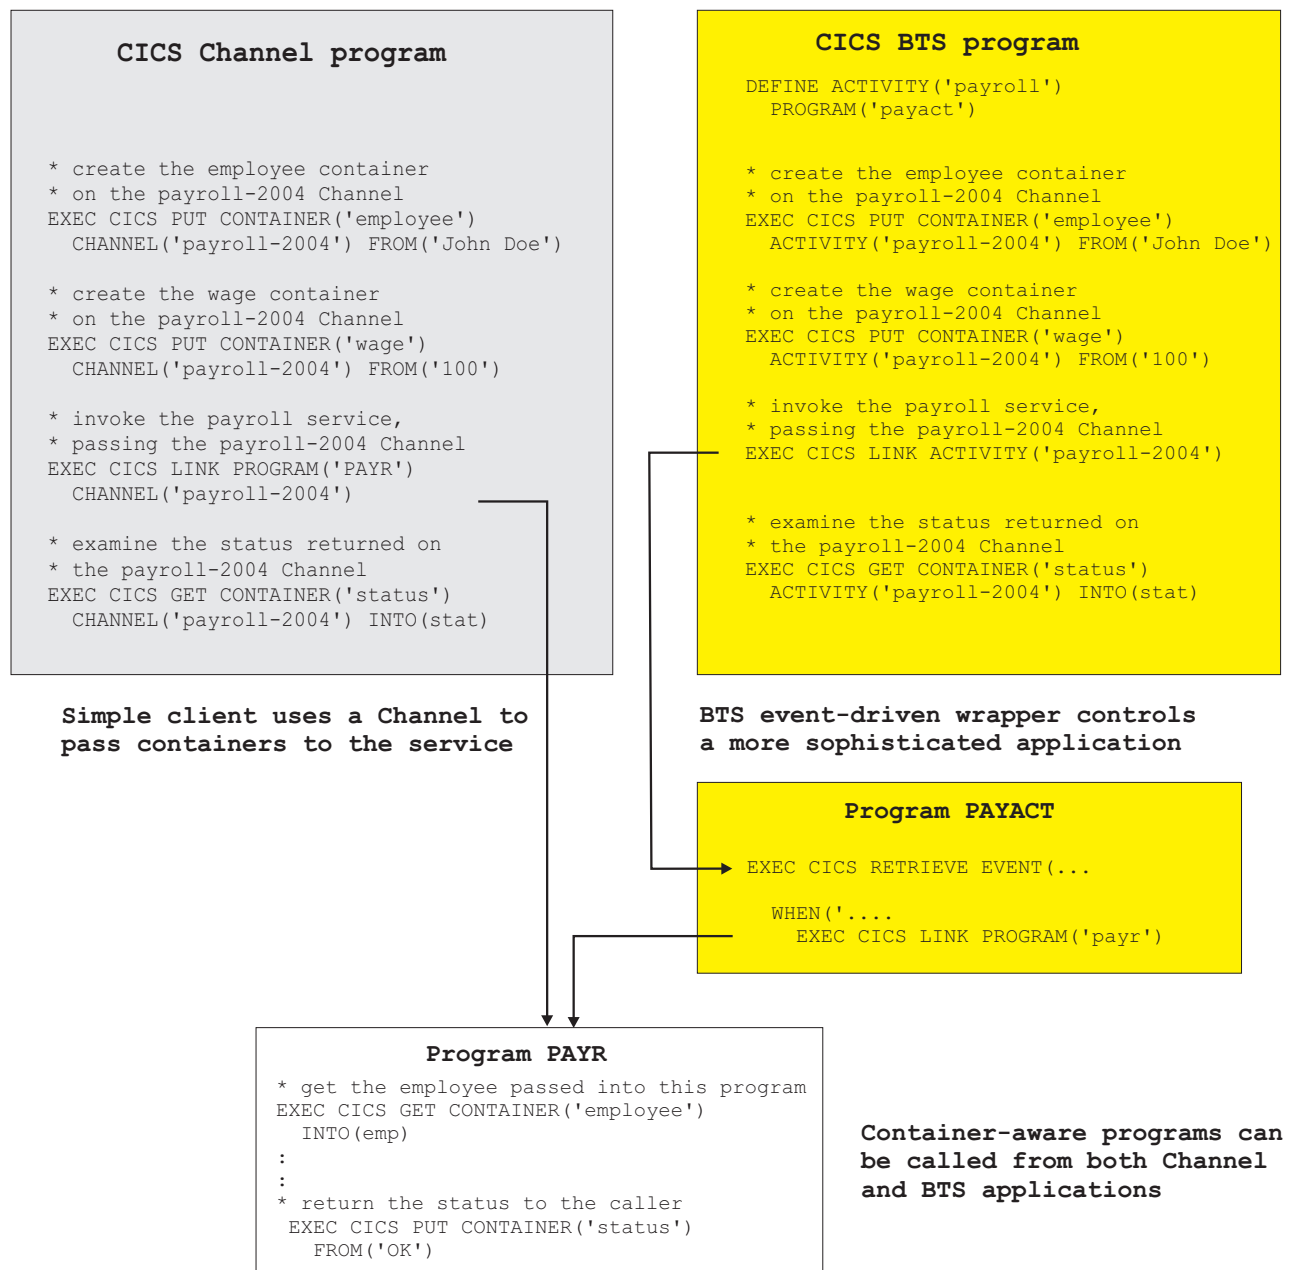 CICS Channel program
* create the employee container
* on the payroll-2004 Channel
EXEC CICS PUT CONTAINER('employee')
CHANNEL('payroll-2004') FROM('John Doe')
* create the wage container
* on the payroll-2004 Channel
EXEC CICS PUT CONTAINER('wage')
CHANNEL('payroll-2004') FROM('100')
* invoke the payroll service,
* passing the payroll-2004 Channel
EXEC CICS LINK PROGRAM('PAYR')
CHANNEL('payroll-2004')
* examine the status returned on
* the payroll-2004 Channel
EXEC CICS GET CONTAINER('status')
CHANNEL('payroll-2004') INTO(stat)
Simple client uses a Channel to
pass containers to the service
CICS BTS program
DEFINE ACTIVITY('payroll')
PROGRAM('payact')
* create the employee container
* on the payroll-2004 Channel
EXEC CICS PUT CONTAINER('employee')
ACTIVITY('payroll-2004') FROM('John Doe')
* create the wage container
* on the payroll-2004 Channel
EXEC CICS PUT CONTAINER('wage')
ACTIVITY('payroll-2004') FROM('100')
* invoke the payroll service,
* passing the payroll-2004 Channel
EXEC CICS LINK ACTIVITY('payroll-2004')
* examine the status returned on
* the payroll-2004 Channel
EXEC CICS GET CONTAINER('status')
ACTIVITY('payroll-2004') INTO(stat)
BTS event-driven wrapper controls
a more sophisticated application
Program PAYACT
EXEC CICS RETRIEVE EVENT(...
WHEN('....
EXEC CICS LINK PROGRAM('payr')
Program PAYR
* get the employee passed into this program
EXEC CICS GET CONTAINER('employee')
INTO(emp)
:
:
* return the status to the caller
EXEC CICS PUT CONTAINER('status')
FROM('OK')
Container-aware programs can
be called from both Channel
and BTS applications